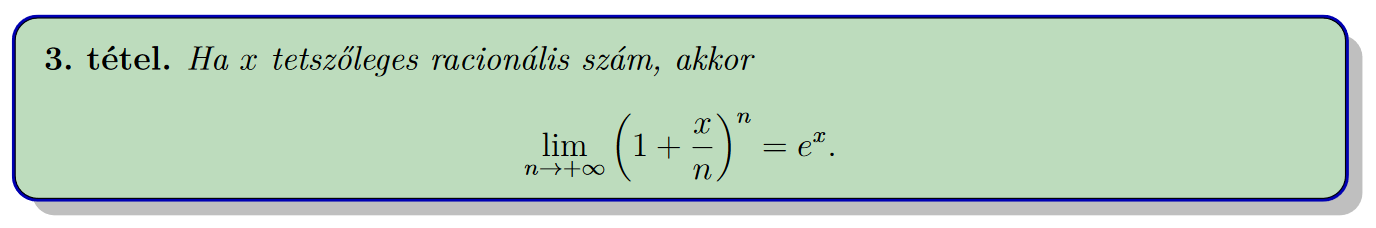 3. tétel. Ha x tetszőleges racionális szám, akkor
lim_{n→+∞} (1 + x/n)^n = e^x.